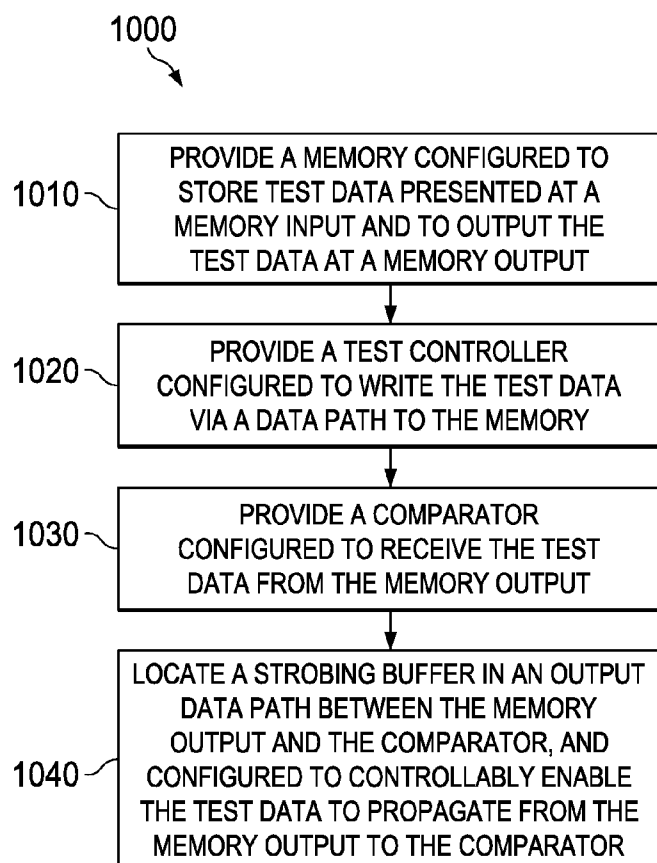 1000
1010
PROVIDE A MEMORY CONFIGURED TO
STORE TEST DATA PRESENTED AT A
MEMORY INPUT AND TO OUTPUT THE
TEST DATA AT A MEMORY OUTPUT
1020
PROVIDE A TEST CONTROLLER
CONFIGURED TO WRITE THE TEST DATA
VIA A DATA PATH TO THE MEMORY
1030
PROVIDE A COMPARATOR
CONFIGURED TO RECEIVE THE TEST
DATA FROM THE MEMORY OUTPUT
1040
LOCATE A STROBING BUFFER IN AN OUTPUT
DATA PATH BETWEEN THE MEMORY
OUTPUT AND THE COMPARATOR, AND
CONFIGURED TO CONTROLLABLY ENABLE
THE TEST DATA TO PROPAGATE FROM THE
MEMORY OUTPUT TO THE COMPARATOR